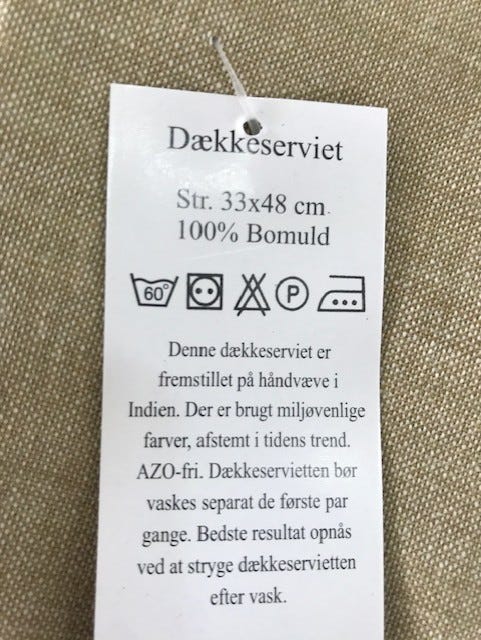 Dækkeserviet
Str. 33x48 cm.
100% Bomuld
60° P
Denne dækkeserviet er
fremstillet på håndvæve i
Indien. Der er brugt miljøvenlige
farver, afstemt i tidens trend.
AZO-fri. Dækkeservietten bør
vaskes separat de første par
gange. Bedste resultat opnås
ved at stryge dækkeservietten
efter vask.